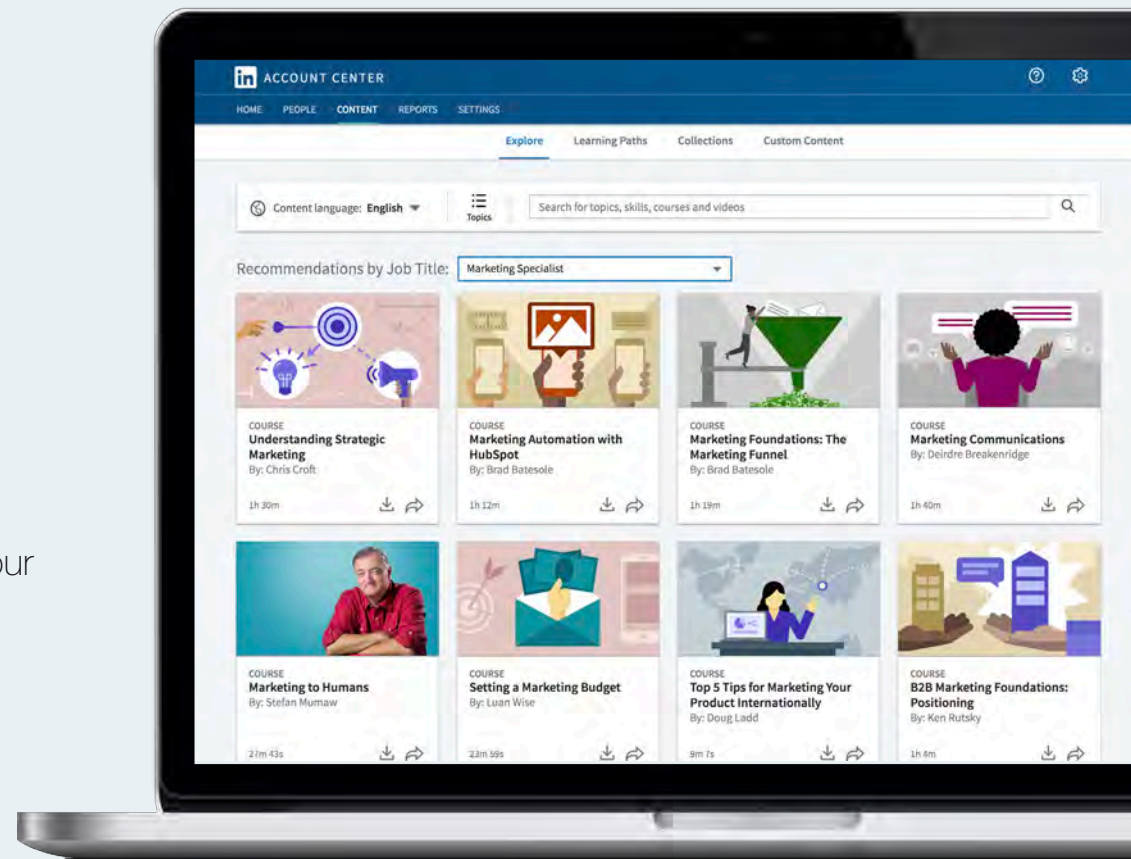 in ACCOUNT CENTER
HOME PEOPLE CONTENT REPORTS SETTINGS
Explore Learning Paths Collections Custom Content
Content language: English
Topics
Search for topics, skills, courses and videos
Recommendations by Job Title: Marketing Specialist
COURSE
Understanding Strategic
Marketing
By: Chris Croft
1h 30m
COURSE
Marketing Automation with
HubSpot
By: Brad Batesole
1h 12m
COURSE
Marketing Foundations: The
Marketing Funnel
By: Brad Batesole
1h 19m
COURSE
Marketing Communications
By: Deirdre Breakenridge
1h 40m
our
COURSE
Marketing to Humans
By: Stefan Mumaw
27m 43s
COURSE
Setting a Marketing Budget
By: Luan Wise
23m 59s
COURSE
Top 5 Tips for Marketing Your
Product Internationally
By: Doug Ladd
9m 7s
COURSE
B2B Marketing Foundations:
Positioning
By: Ken Rutsky
1h 4m